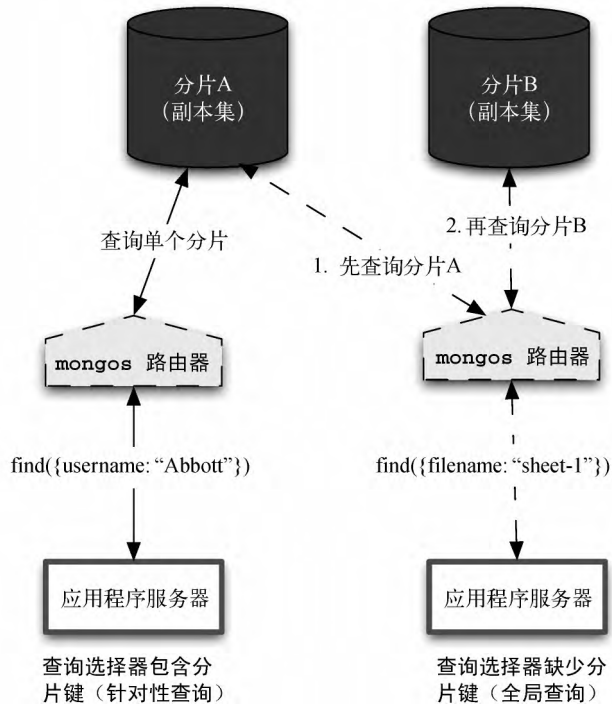 分片A
（副本集）
分片B
（副本集）
查询单个分片
2. 再查询分片B
1. 先查询分片A
mongos 路由器
mongos 路由器
find({username: “Abbott”})
find({filename: “sheet-1”})
应用程序服务器
应用程序服务器
查询选择器包含分
片键（针对性查询）
查询选择器缺少分
片键（全局查询）